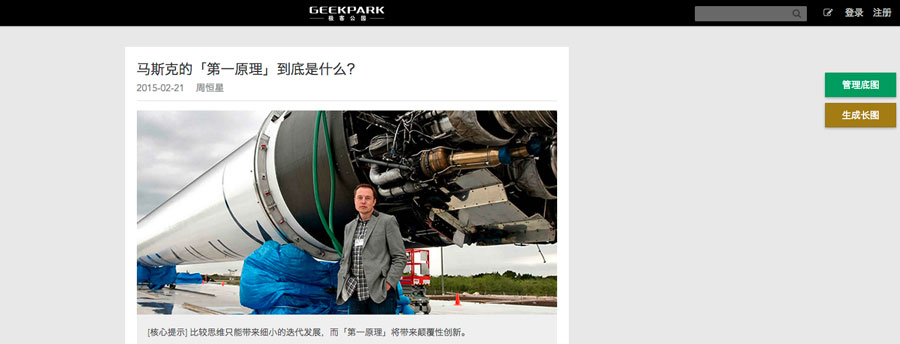 GEEKPARK
极客公园
登录 注册
马斯克的「第一原理」到底是什么?
2015-02-21 周恒星
管理底图
生成长图
[核心提示] 比较思维只能带来细小的迭代发展，而「第一原理」将带来颠覆性创新。